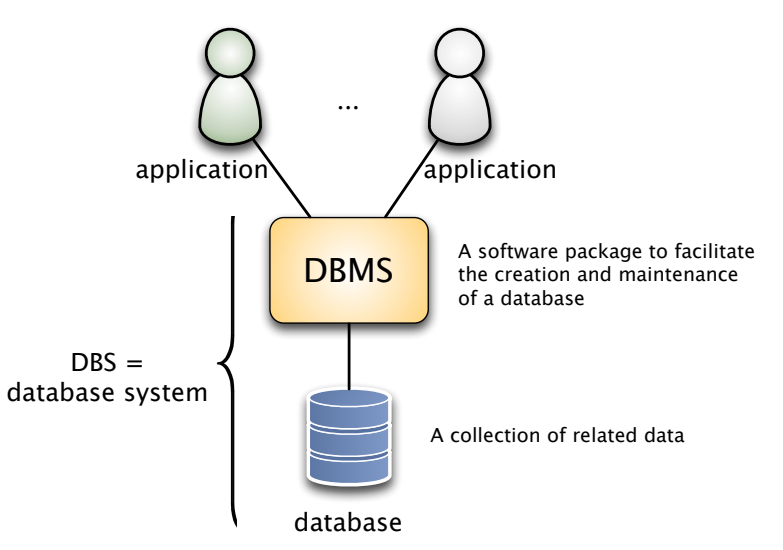 ...
application
application
DBMS
A software package to facilitate
the creation and maintenance
of a database
DBS =
database system
A collection of related data
database